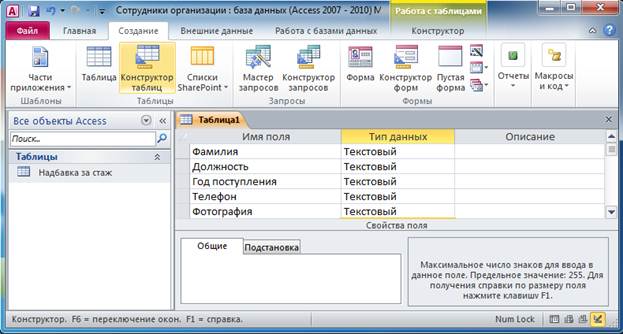 Сотрудники организации : база данных (Access 2007 - 2010) M
Работа с таблицами
Файл Главная Создание Внешние данные Работа с базами данных Конструктор
Части приложения
Шаблоны
Таблица
Конструктор таблиц
Списки SharePoint
Таблицы
Мастер запросов
Конструктор запросов
Запросы
Форма
Конструктор форм
Пустая форма
Формы
Отчеты
Макросы и код
Все объекты Access
Поиск...
Таблицы
Надбавка за стаж
Таблица1
Имя поля Тип данных Описание
Фамилия Текстовый
Должность Текстовый
Год поступления Текстовый
Телефон Текстовый
Фотография Текстовый
Свойства поля
Общие Подстановка
Максимальное число знаков для ввода в
данное поле. Предельное значение: 255. Для
получения справки по размеру поля
нажмите клавишу F1.
Конструктор. F6 = переключение окон. F1 = справка. Num Lock